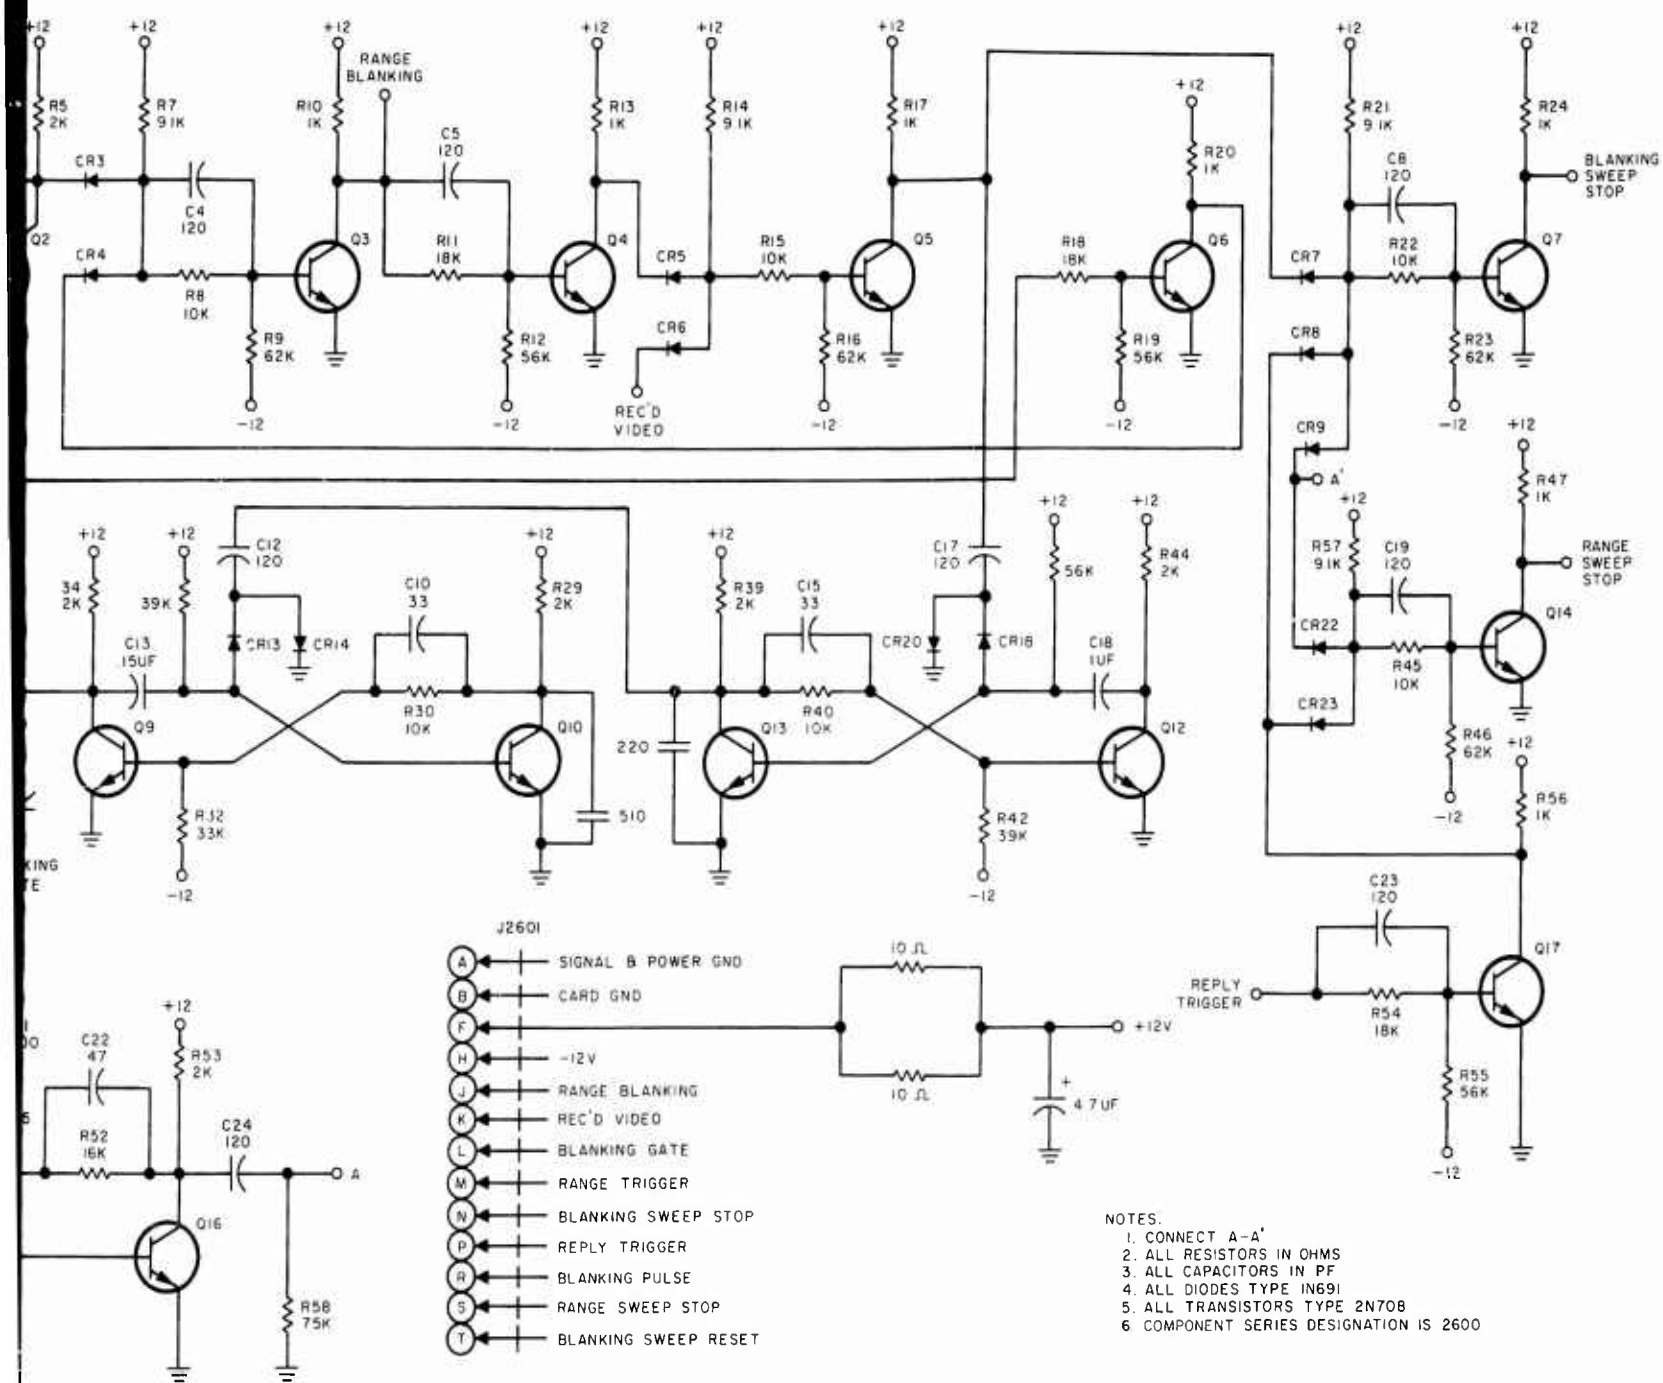 +12
+12
+12
RANGE
BLANKING
+12
+12
+12
+12
+12
+12
R5
2K
R7
9.1K
R10
1K
C5
120
R13
1K
R14
9.1K
R17
1K
R20
1K
R21
9.1K
R24
1K
CR3
C4
120
C8
120
BLANKING
SWEEP
STOP
Q2
CR4
R8
10K
Q3
R11
18K
Q4
CR5
R15
10K
Q5
R18
18K
Q6
CR7
R22
10K
Q7
R9
62K
R12
56K
CR6
R16
62K
R19
56K
CR8
R23
62K
-12
-12
REC'D
VIDEO
-12
-12
-12
CR9
+12
A'
R47
1K
+12
+12
C12
120
+12
+12
C17
120
+12
+12
+12
34
2K
39K
C10
33
R29
2K
R39
2K
C15
33
56K
R44
2K
R57
91K
C19
120
RANGE
SWEEP
STOP
C13
.15UF
CR13
CR14
CR20
CR18
C18
1UF
CR22
Q14
R45
10K
Q9
R30
10K
Q10
220
Q13
R40
10K
Q12
CR23
R46
62K
+12
R32
33K
510
R42
39K
-12
R56
1K
-12
-12
KING
TE
C23
120
Q17
REPLY
TRIGGER
R54
18K
R55
56K
-12
J2601
A SIGNAL & POWER GND
B CARD GND
F
H -12V
J RANGE BLANKING
K REC'D VIDEO
L BLANKING GATE
M RANGE TRIGGER
N BLANKING SWEEP STOP
P REPLY TRIGGER
R BLANKING PULSE
S RANGE SWEEP STOP
T BLANKING SWEEP RESET
10 Ω
10 Ω
+12V
+
4.7UF
+12
C22
47
R53
2K
R52
16K
C24
120
A
Q16
R58
75K
NOTES.
1. CONNECT A-A'
2. ALL RESISTORS IN OHMS
3. ALL CAPACITORS IN PF
4. ALL DIODES TYPE IN691
5. ALL TRANSISTORS TYPE 2N708
6 COMPONENT SERIES DESIGNATION IS 2600